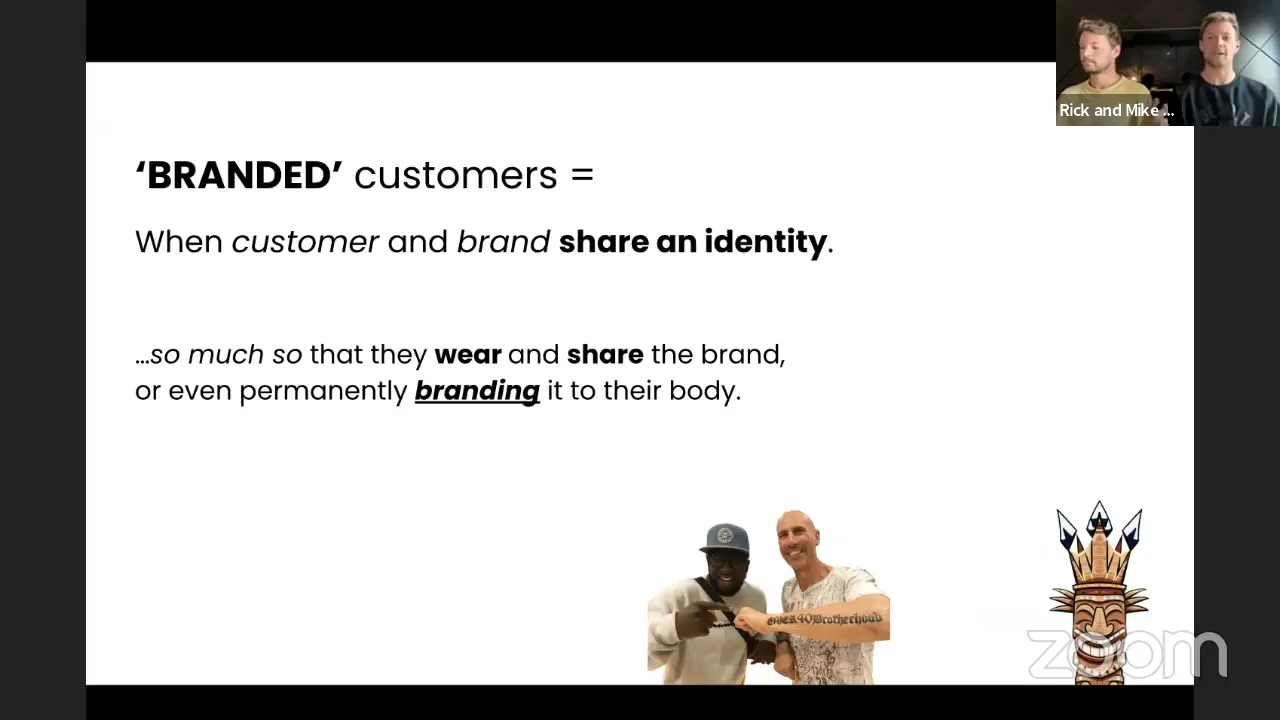 Rick and Mike ...
‘BRANDED’ customers =
When customer and brand share an identity.
...so much so that they wear and share the brand,
or even permanently branding it to their body.
OVER40Brotherhood
zoom